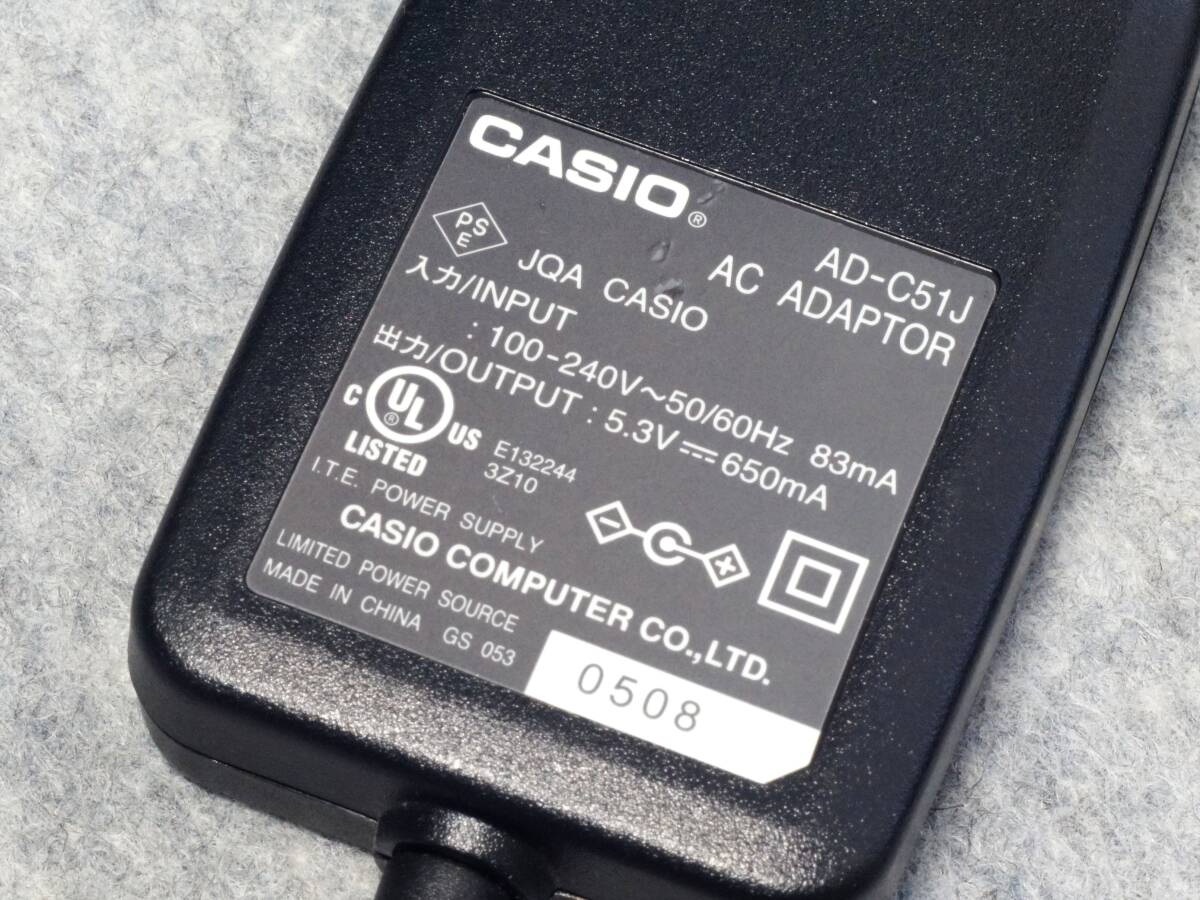 CASIO®
AD-C51J
AC ADAPTOR
PS
E
JQA CASIO
入力/INPUT
: 100-240V～50/60Hz 83mA
出力/OUTPUT : 5.3V⎓650mA
C UL® US
LISTED
E132244
3Z10
I.T.E. POWER SUPPLY
CASIO COMPUTER CO.,LTD.
LIMITED POWER SOURCE
MADE IN CHINA GS 053
0508